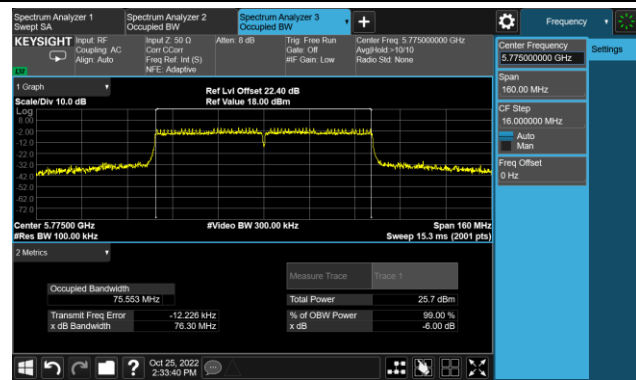 Spectrum Analyzer 1
Swept SA
Spectrum Analyzer 2
Occupied BW
Spectrum Analyzer 3
Occupied BW
Frequency
KEYSIGHT
Input: RF
Coupling: AC
Align: Auto
Input Z: 50 Ω
Corr CCorr
Freq Ref: Int (S)
NFE: Adaptive
Atten: 8 dB
Trig: Free Run
Gate: Off
#IF Gain: Low
Center Freq: 5.775000000 GHz
Avg|Hold:>10/10
Radio Std: None
Center Frequency
5.775000000 GHz
Settings
Span
160.00 MHz
CF Step
16.000000 MHz
Auto
Man
Freq Offset
0 Hz
1 Graph
Scale/Div 10.0 dB
Ref Lvl Offset 22.40 dB
Ref Value 18.00 dBm
Log
8.00
-2.00
-12.0
-22.0
-32.0
-42.0
-52.0
-62.0
-72.0
Center 5.77500 GHz
#Res BW 100.00 kHz
#Video BW 300.00 kHz
Span 160 MHz
Sweep 15.3 ms (2001 pts)
2 Metrics
Measure Trace
Trace 1
Occupied Bandwidth
75.553 MHz
Total Power
25.7 dBm
Transmit Freq Error
-12.226 kHz
% of OBW Power
99.00 %
x dB Bandwidth
76.30 MHz
x dB
-6.00 dB
Oct 25, 2022
2:33:40 PM